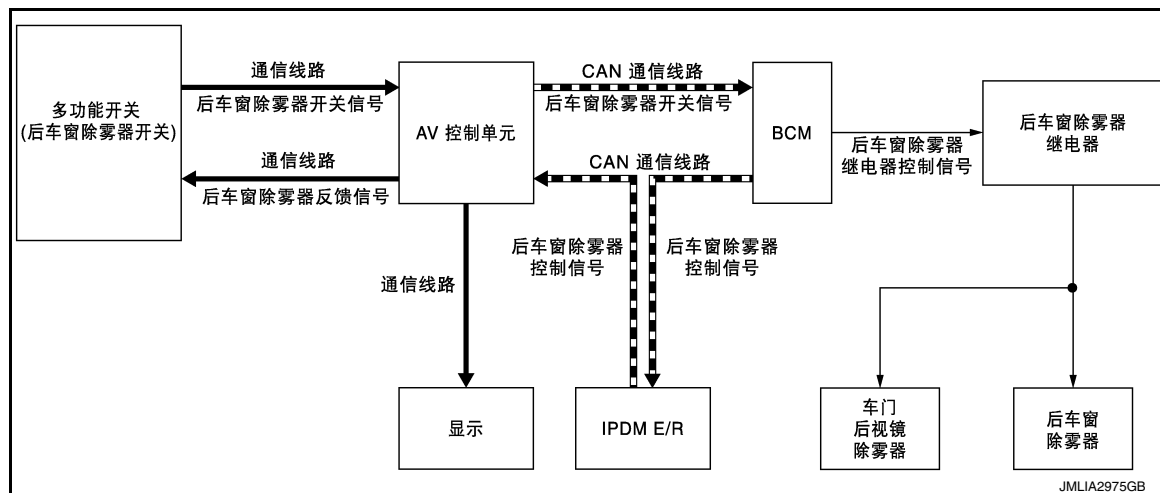 多功能开关
(后车窗除雾器开关)
通信线路
后车窗除雾器开关信号
通信线路
后车窗除雾器反馈信号
AV 控制单元
CAN 通信线路
后车窗除雾器开关信号
CAN 通信线路
BCM
后车窗除雾器
继电器控制信号
后车窗除雾器
继电器
通信线路
后车窗除雾器
控制信号
后车窗除雾器
控制信号
显示
IPDM E/R
车门
后视镜
除雾器
后车窗
除雾器
JMLIA2975GB